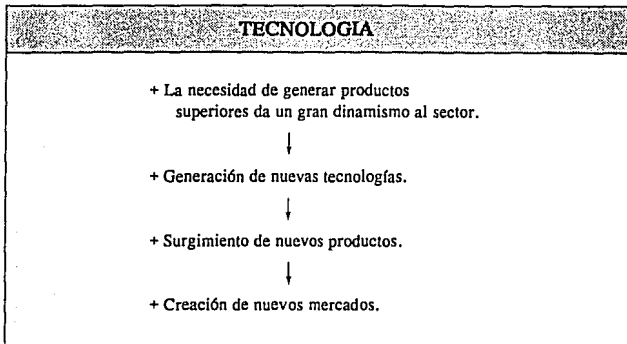 TECNOLOGIA
+ La necesidad de generar productos
superiores da un gran dinamismo al sector.
+ Generación de nuevas tecnologías.
+ Surgimiento de nuevos productos.
+ Creación de nuevos mercados.